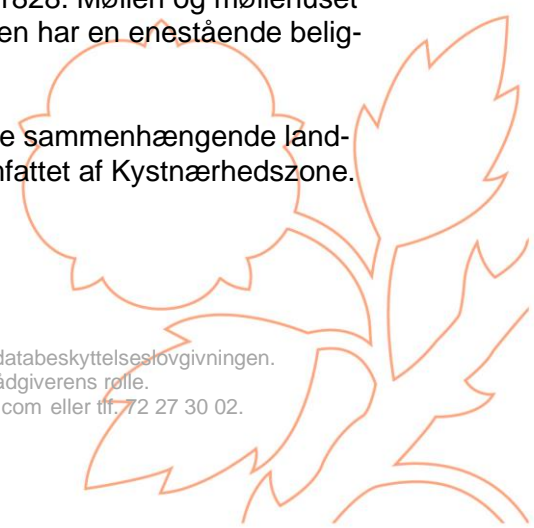 1828. Møllen og møllehuset
en har en enestående belig-
e sammenhængende land-
nfattet af Kystnærhedszone.
databeskyttelseslovgivningen.
ådgiverens rolle.
com eller tlf. 72 27 30 02.